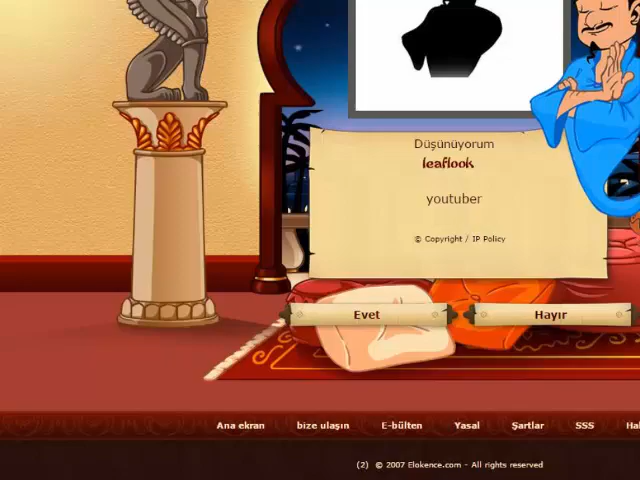 Düşünüyorum
leaflook
youtuber
© Copyright / IP Policy
Evet
Hayır
Ana ekran bize ulaşın E-bülten Yasal Şartlar SSS
(2) © 2007 Elokence.com - All rights reserved